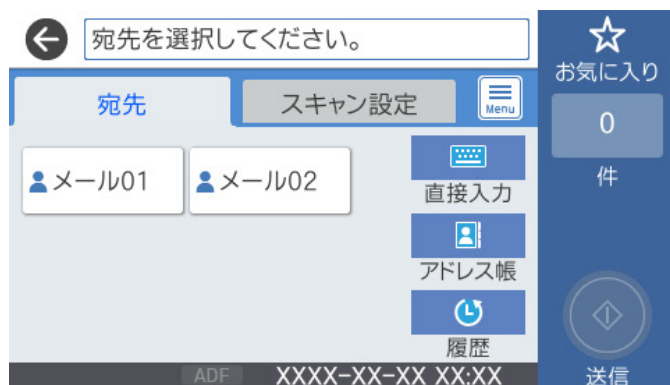 宛先を選択してください。
お気に入り
宛先
スキャン設定
Menu
0
件
メール01
メール02
直接入力
アドレス帳
履歴
ADF
XXXX-XX-XX XX:XX
送信